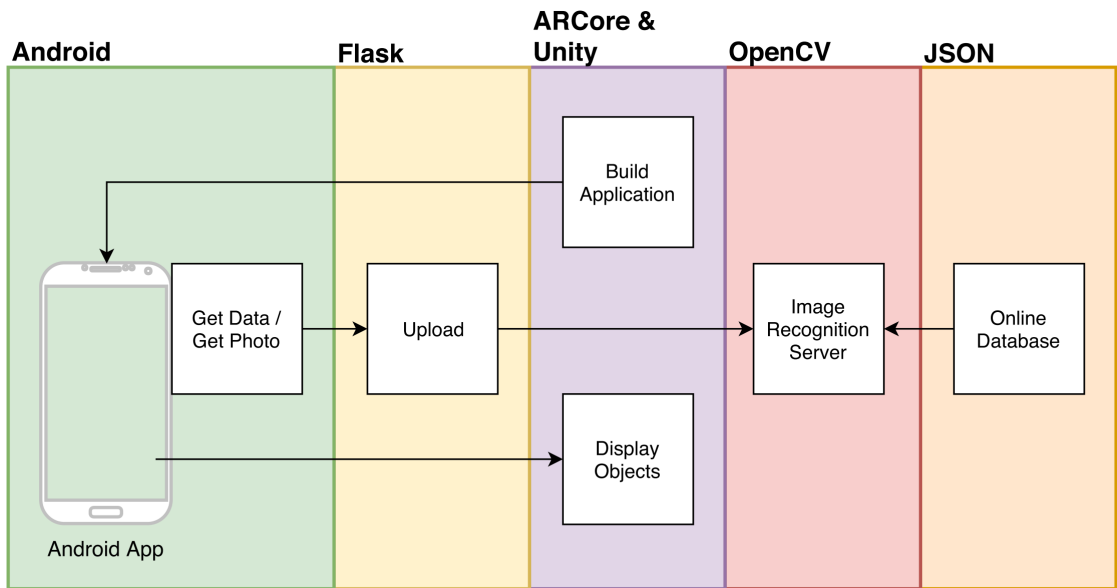 Android
Flask
ARCore &
Unity
OpenCV
JSON
Build
Application
Get Data /
Get Photo
Upload
Image
Recognition
Server
Online
Database
Display
Objects
Android App